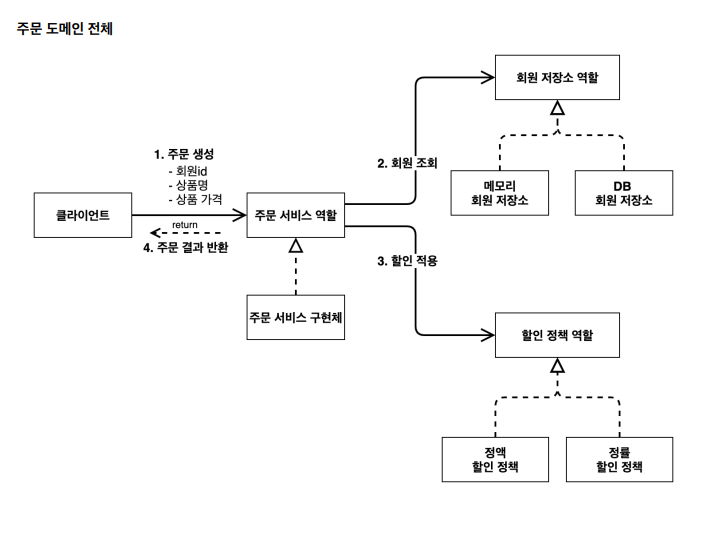 주문 도메인 전체
회원 저장소 역할
1. 주문 생성
- 회원id
- 상품명
- 상품 가격
2. 회원 조회
메모리
회원 저장소
DB
회원 저장소
클라이언트
주문 서비스 역할
return
4. 주문 결과 반환
3. 할인 적용
주문 서비스 구현체
할인 정책 역할
정액
할인 정책
정률
할인 정책